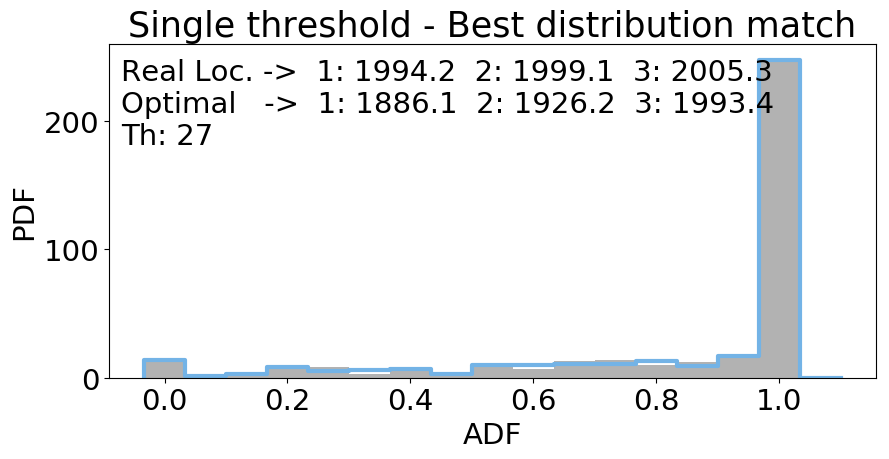 Single threshold - Best distribution match
Real Loc. -> 1: 1994.2 2: 1999.1 3: 2005.3
Optimal -> 1: 1886.1 2: 1926.2 3: 1993.4
Th: 27
200
100
0
PDF
0.0 0.2 0.4 0.6 0.8 1.0
ADF